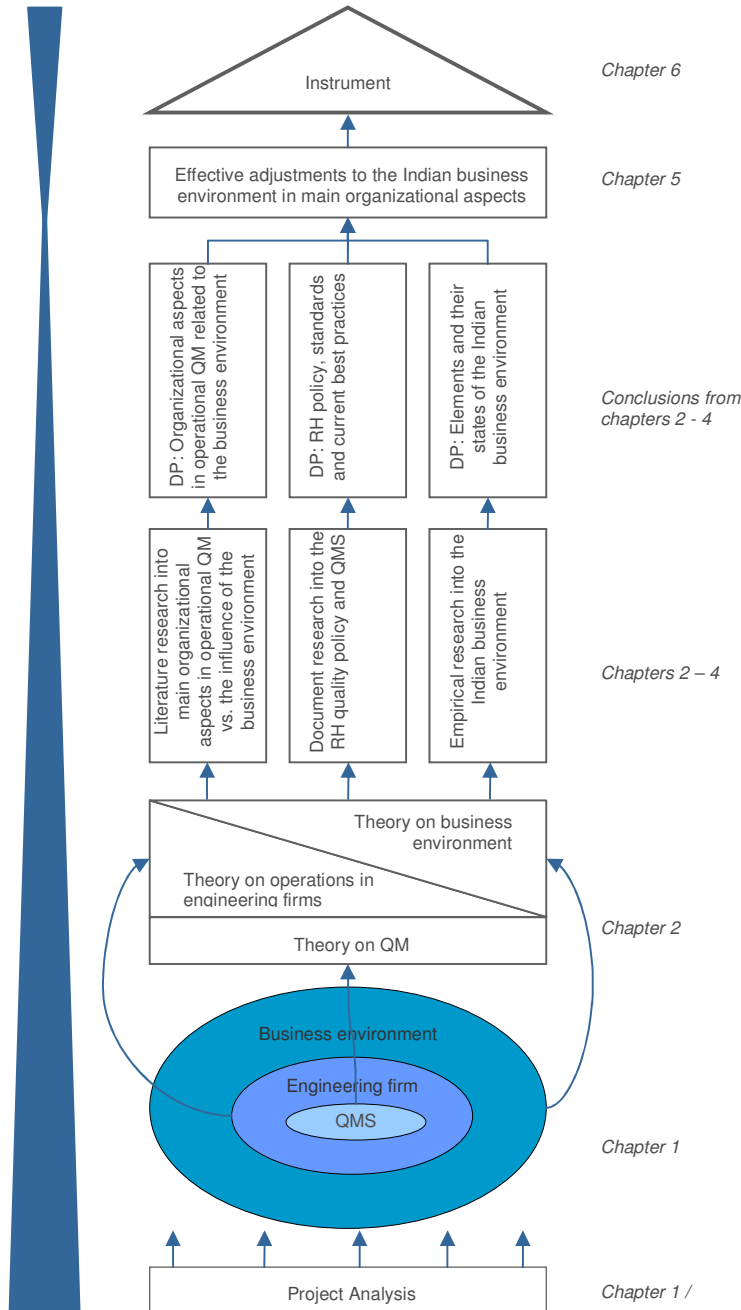 Instrument
Chapter 6
Effective adjustments to the Indian business
environment in main organizational aspects
Chapter 5
DP: Organizational aspects
in operational QM related to
the business environment
DP: RH policy, standards
and current best practices
DP: Elements and their
states of the Indian
business environment
Conclusions from
chapters 2 - 4
Literature research into
main organizational
aspects in operational QM
vs. the influence of the
business environment
Document research into the
RH quality policy and QMS
Empirical research into the
Indian business
environment
Chapters 2 – 4
Theory on business
environment
Theory on operations in
engineering firms
Theory on QM
Chapter 2
Business environment
Engineering firm
QMS
Chapter 1
Project Analysis
Chapter 1 /